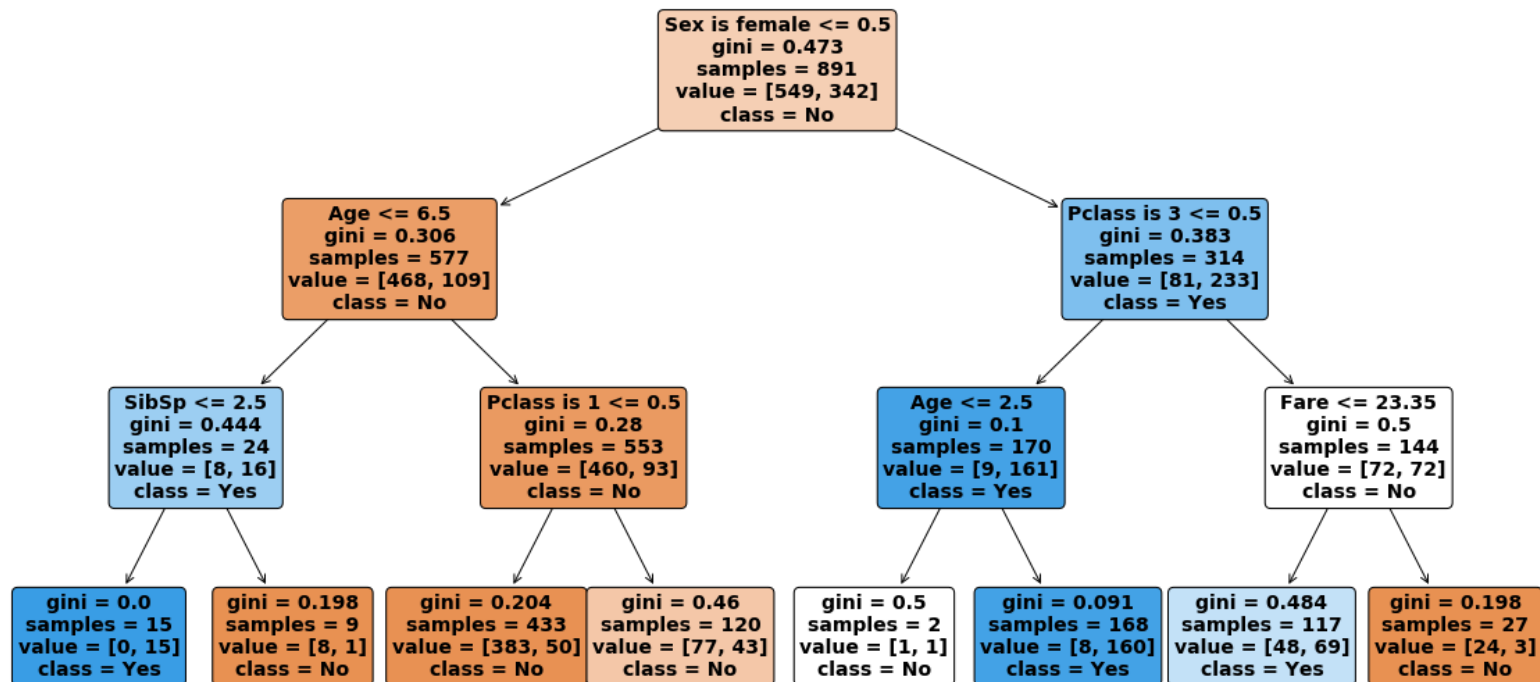 Sex is female <= 0.5
gini = 0.473
samples = 891
value = [549, 342]
class = No
Age <= 6.5
gini = 0.306
samples = 577
value = [468, 109]
class = No
Pclass is 3 <= 0.5
gini = 0.383
samples = 314
value = [81, 233]
class = Yes
SibSp <= 2.5
gini = 0.444
samples = 24
value = [8, 16]
class = Yes
Pclass is 1 <= 0.5
gini = 0.28
samples = 553
value = [460, 93]
class = No
Age <= 2.5
gini = 0.1
samples = 170
value = [9, 161]
class = Yes
Fare <= 23.35
gini = 0.5
samples = 144
value = [72, 72]
class = No
gini = 0.0
samples = 15
value = [0, 15]
class = Yes
gini = 0.198
samples = 9
value = [8, 1]
class = No
gini = 0.204
samples = 433
value = [383, 50]
class = No
gini = 0.46
samples = 120
value = [77, 43]
class = No
gini = 0.5
samples = 2
value = [1, 1]
class = No
gini = 0.091
samples = 168
value = [8, 160]
class = Yes
gini = 0.484
samples = 117
value = [48, 69]
class = Yes
gini = 0.198
samples = 27
value = [24, 3]
class = No